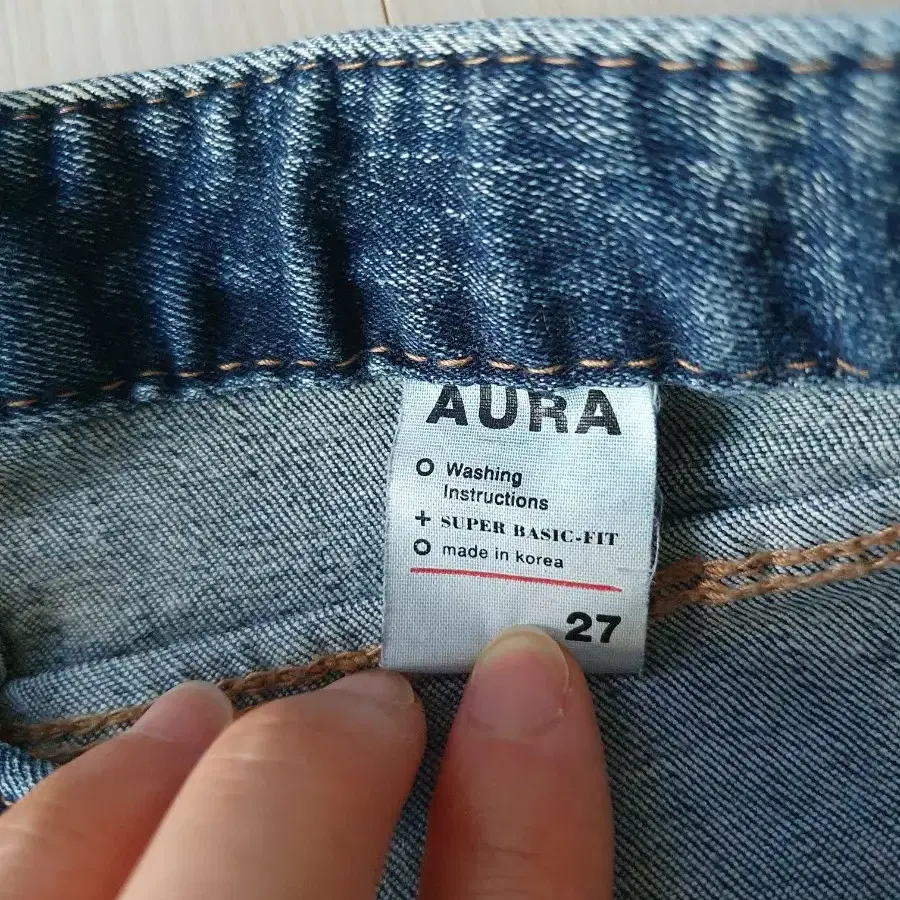 AURA
Washing
Instructions
+ SUPER BASIC-FIT
made in korea
27